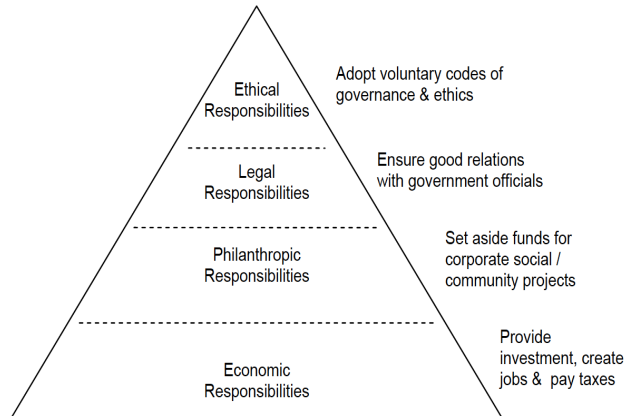 Ethical
Responsibilities
Adopt voluntary codes of
governance & ethics
Legal
Responsibilities
Ensure good relations
with government officials
Philanthropic
Responsibilities
Set aside funds for
corporate social /
community projects
Economic
Responsibilities
Provide
investment, create
jobs & pay taxes